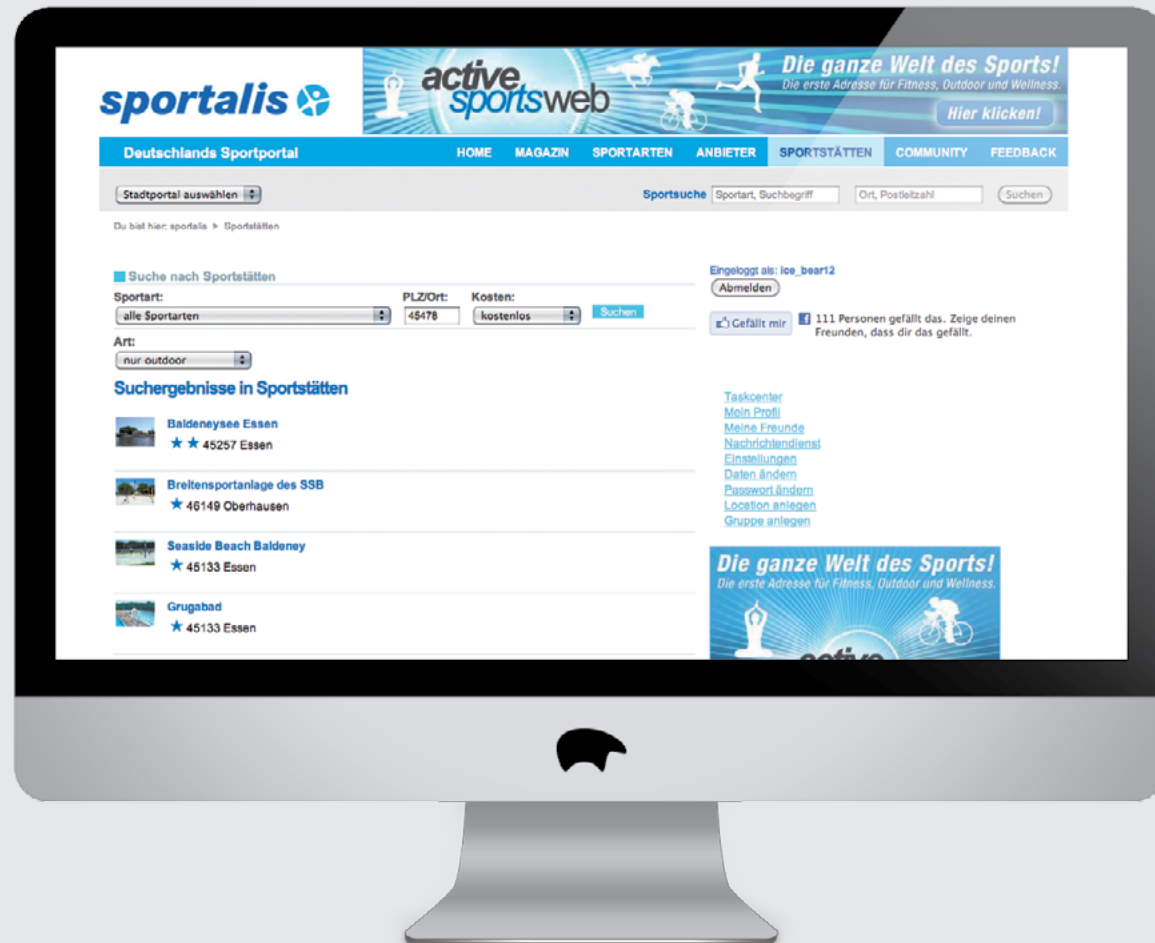 sportalis
active
sportsweb
Die ganze Welt des Sports!
Die erste Adresse für Fitness, Outdoor und Wellness.
Hier klicken!
Deutschlands Sportportal
HOME MAGAZIN SPORTARTEN ANBIETER SPORTSTÄTTEN COMMUNITY FEEDBACK
Stadtportal auswählen
Sportsuche Sportart, Suchbegriff Ort, Postleitzahl Suchen
Du bist hier: sportalis > Sportstätten
Suche nach Sportstätten
Sportart: PLZ/Ort: Kosten:
alle Sportarten 45478 kostenlos Suchen
Art:
nur outdoor
Suchergebnisse in Sportstätten
Baldeneysee Essen
45257 Essen
Breitensportanlage des SSB
46149 Oberhausen
Seaside Beach Baldeney
45133 Essen
Grugabad
45133 Essen
Eingeloggt als: ice_bear12
Abmelden
Gefällt mir 111 Personen gefällt das. Zeige deinen
Freunden, dass dir das gefällt.
Taskcenter
Mein Profil
Meine Freunde
Nachrichtendienst
Einstellungen
Daten ändern
Passwort ändern
Location anlegen
Gruppe anlegen
Die ganze Welt des Sports!
Die erste Adresse für Fitness, Outdoor und Wellness.
active